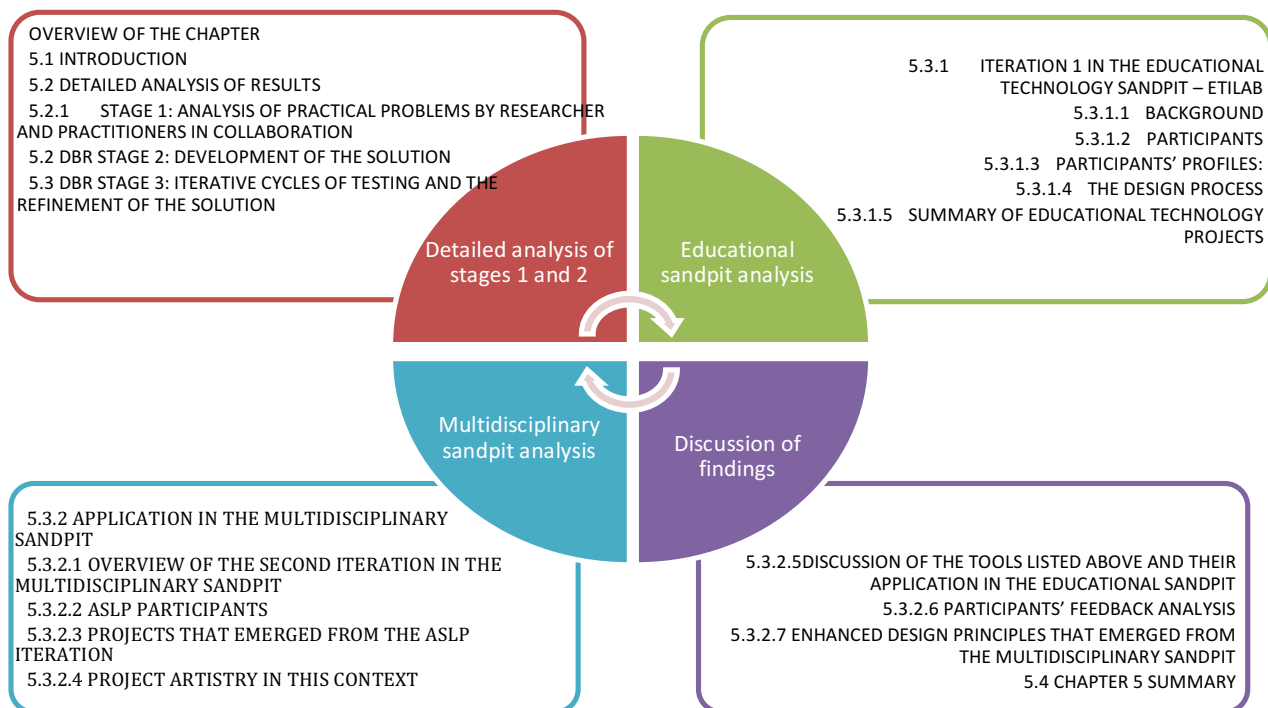 OVERVIEW OF THE CHAPTER
5.1 INTRODUCTION
5.2 DETAILED ANALYSIS OF RESULTS
5.2.1 STAGE 1: ANALYSIS OF PRACTICAL PROBLEMS BY RESEARCHER
AND PRACTITIONERS IN COLLABORATION
5.2 DBR STAGE 2: DEVELOPMENT OF THE SOLUTION
5.3 DBR STAGE 3: ITERATIVE CYCLES OF TESTING AND THE
REFINEMENT OF THE SOLUTION
5.3.1 ITERATION 1 IN THE EDUCATIONAL
TECHNOLOGY SANDPIT – ETILAB
5.3.1.1 BACKGROUND
5.3.1.2 PARTICIPANTS
5.3.1.3 PARTICIPANTS’ PROFILES:
5.3.1.4 THE DESIGN PROCESS
5.3.1.5 SUMMARY OF EDUCATIONAL TECHNOLOGY
PROJECTS
Detailed analysis of
stages 1 and 2
Educational
sandpit analysis
Multidisciplinary
sandpit analysis
Discussion of
findings
5.3.2 APPLICATION IN THE MULTIDISCIPLINARY
SANDPIT
5.3.2.1 OVERVIEW OF THE SECOND ITERATION IN THE
MULTIDISCIPLINARY SANDPIT
5.3.2.2 ASLP PARTICIPANTS
5.3.2.3 PROJECTS THAT EMERGED FROM THE ASLP
ITERATION
5.3.2.4 PROJECT ARTISTRY IN THIS CONTEXT
5.3.2.5DISCUSSION OF THE TOOLS LISTED ABOVE AND THEIR
APPLICATION IN THE EDUCATIONAL SANDPIT
5.3.2.6 PARTICIPANTS’ FEEDBACK ANALYSIS
5.3.2.7 ENHANCED DESIGN PRINCIPLES THAT EMERGED FROM
THE MULTIDISCIPLINARY SANDPIT
5.4 CHAPTER 5 SUMMARY